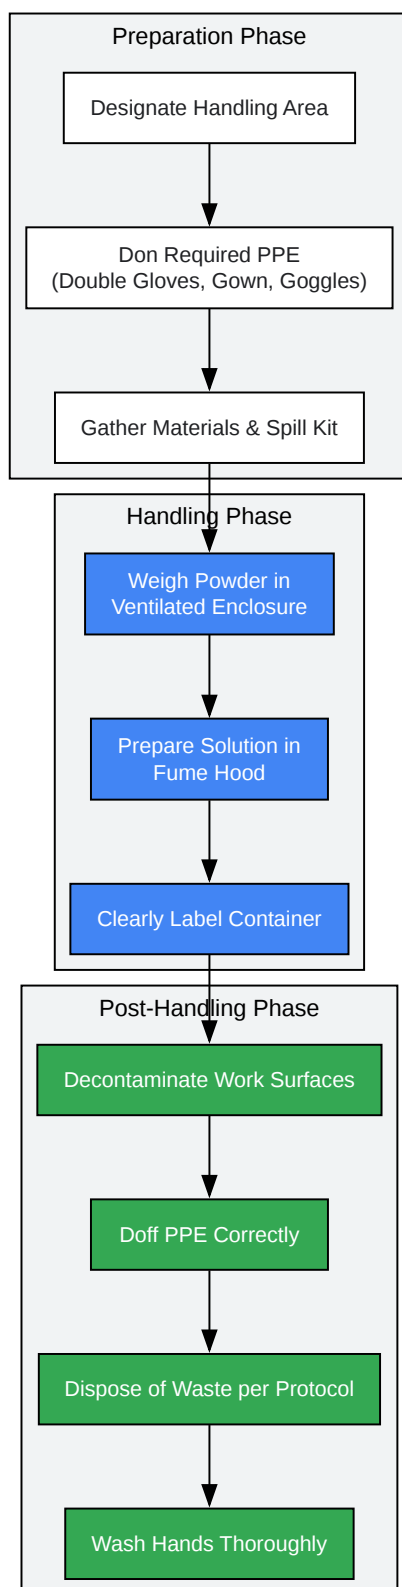 Preparation Phase
Designate Handling Area
Don Required PPE
(Double Gloves, Gown, Goggles)
Gather Materials & Spill Kit
Handling Phase
Weigh Powder in
Ventilated Enclosure
Prepare Solution in
Fume Hood
Clearly Label Container
Post-Handling Phase
Decontaminate Work Surfaces
Doff PPE Correctly
Dispose of Waste per Protocol
Wash Hands Thoroughly